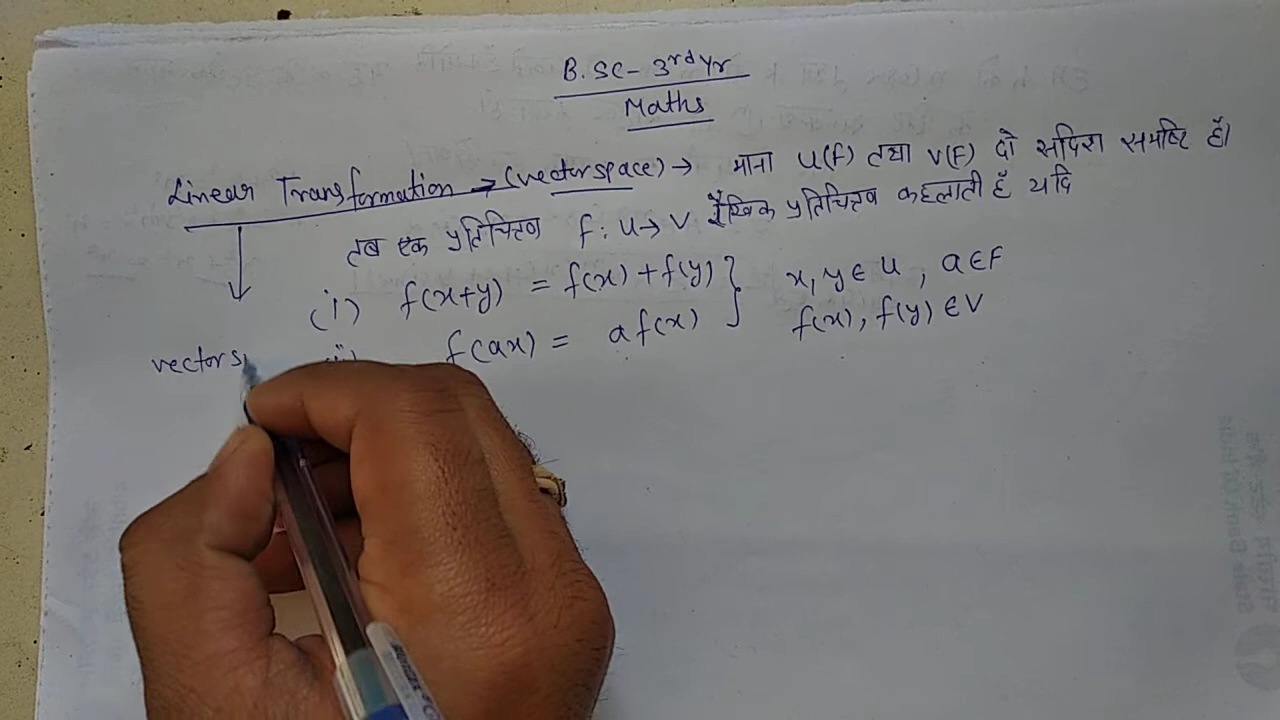 B.SC- 3rd Yr
Maths
Linear Transformation → (vectorspace) → माना U(F) तथा V(F) दो सदिश समष्टि हैं।
तब एक प्रतिचित्रण f: U→V रैखिक प्रतिचित्रण कहलाती है यदि
(i) f(x+y) = f(x)+f(y) } x, y ∈ U, a ∈ F
f(ax) = a f(x) f(x), f(y) ∈ V
vectors